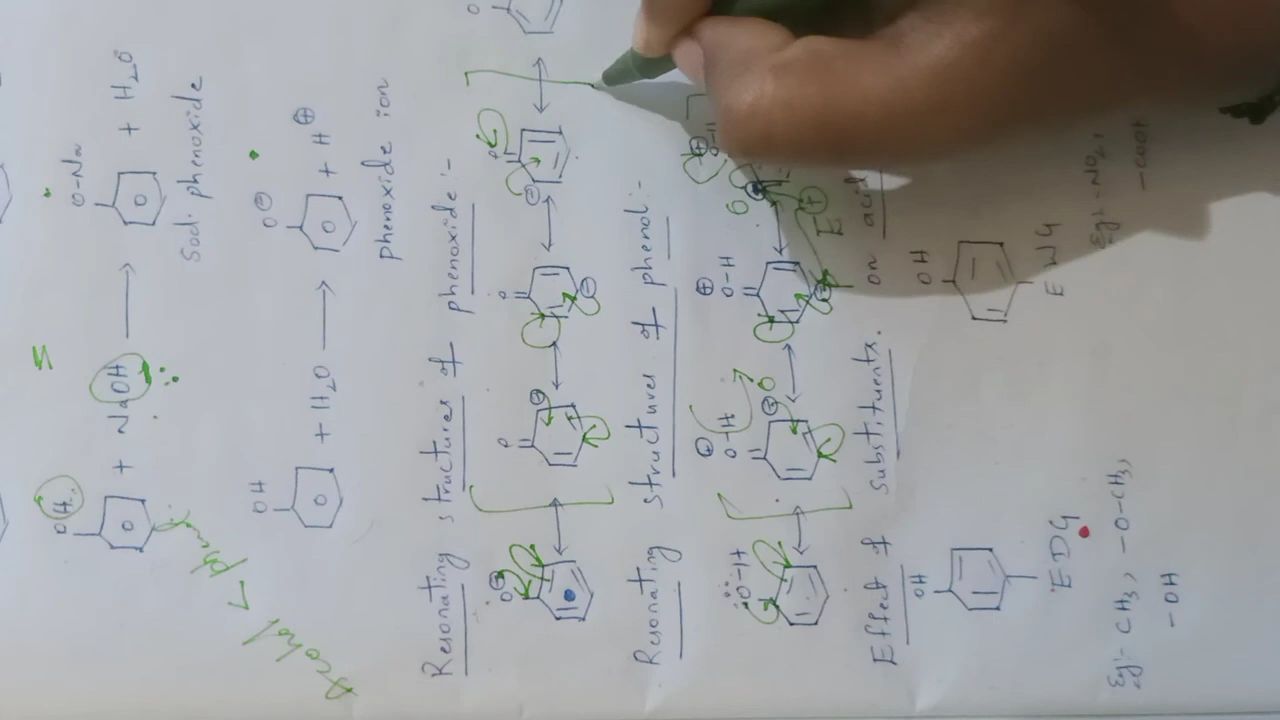 OH + NaOH ⟶ O-Na + H₂O
Sod. phenoxide
Alcohol <
OH + H₂O ⟶ O⊖ + H⊕
phenoxide ion
Resonating structures of phenoxide :-
O⊖ ⟷ O ⊖ ⟷ O ⊖ ⟷ O ⊖ ⟷ O
Resonating structures of phenol:-
:Ö-H ⟷ ⊕ O-H ⊖ ⟷ ⊕ O-H ⊖ ⟷ ⊕ O-H
E⊕
Effect of substituents. on acid
OH OH
EDG EWG
Eg:- CH₃, -O-CH₃, Eg:- NO₂,
-OH -COOH